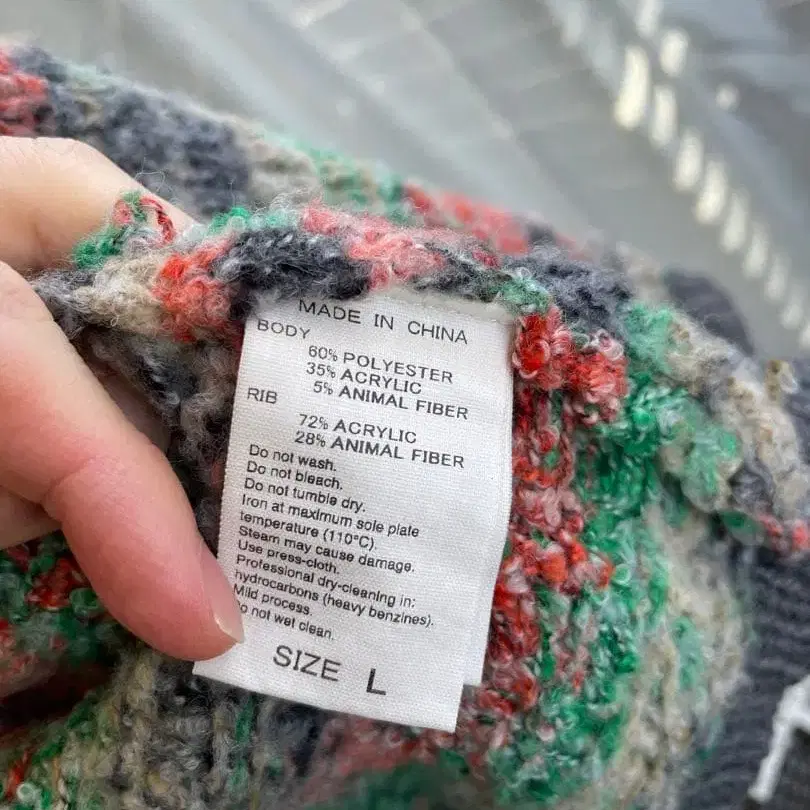 MADE IN CHINA
BODY
60% POLYESTER
35% ACRYLIC
5% ANIMAL FIBER
RIB
72% ACRYLIC
28% ANIMAL FIBER
Do not wash.
Do not bleach.
Do not tumble dry.
Iron at maximum sole plate
temperature (110°C).
Steam may cause damage.
Use press-cloth.
Professional dry-cleaning in:
hydrocarbons (heavy benzines).
Mild process.
Do not wet clean.
SIZE L